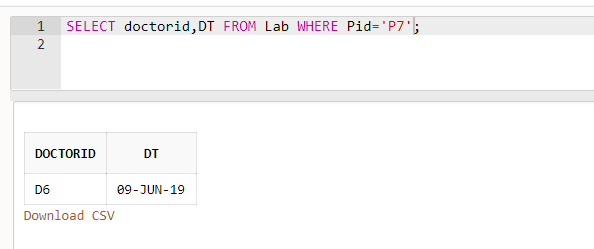 1 SELECT doctorid,DT FROM Lab WHERE Pid='P7';
2
DOCTORID DT
D6 09-JUN-19
Download CSV